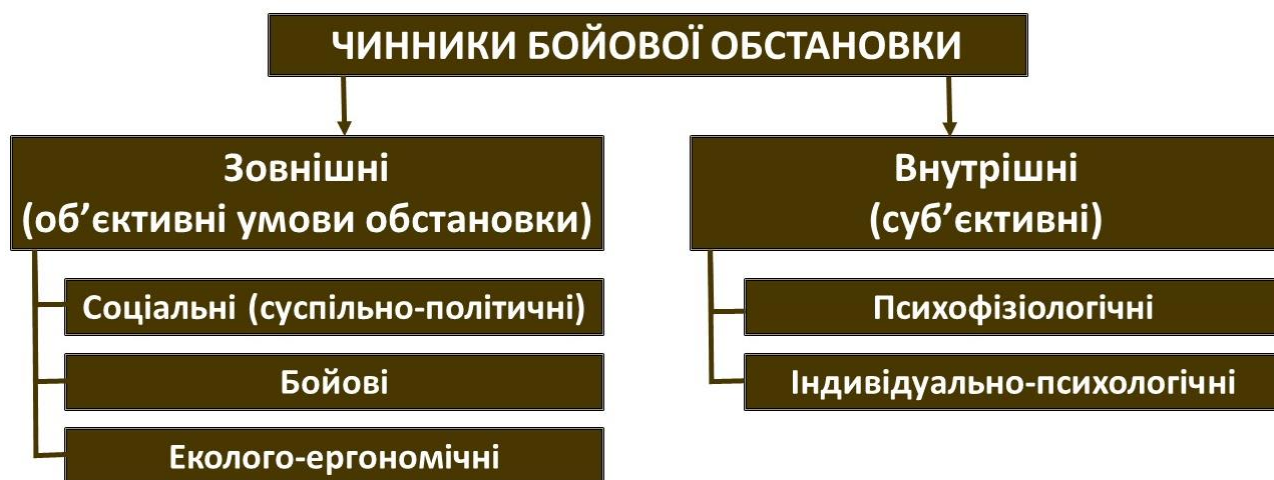 ЧИННИКИ БОЙОВОЇ ОБСТАНОВКИ
Зовнішні
(об’єктивні умови обстановки)
Соціальні (суспільно-політичні)
Бойові
Еколого-ергономічні
Внутрішні
(суб’єктивні)
Психофізіологічні
Індивідуально-психологічні